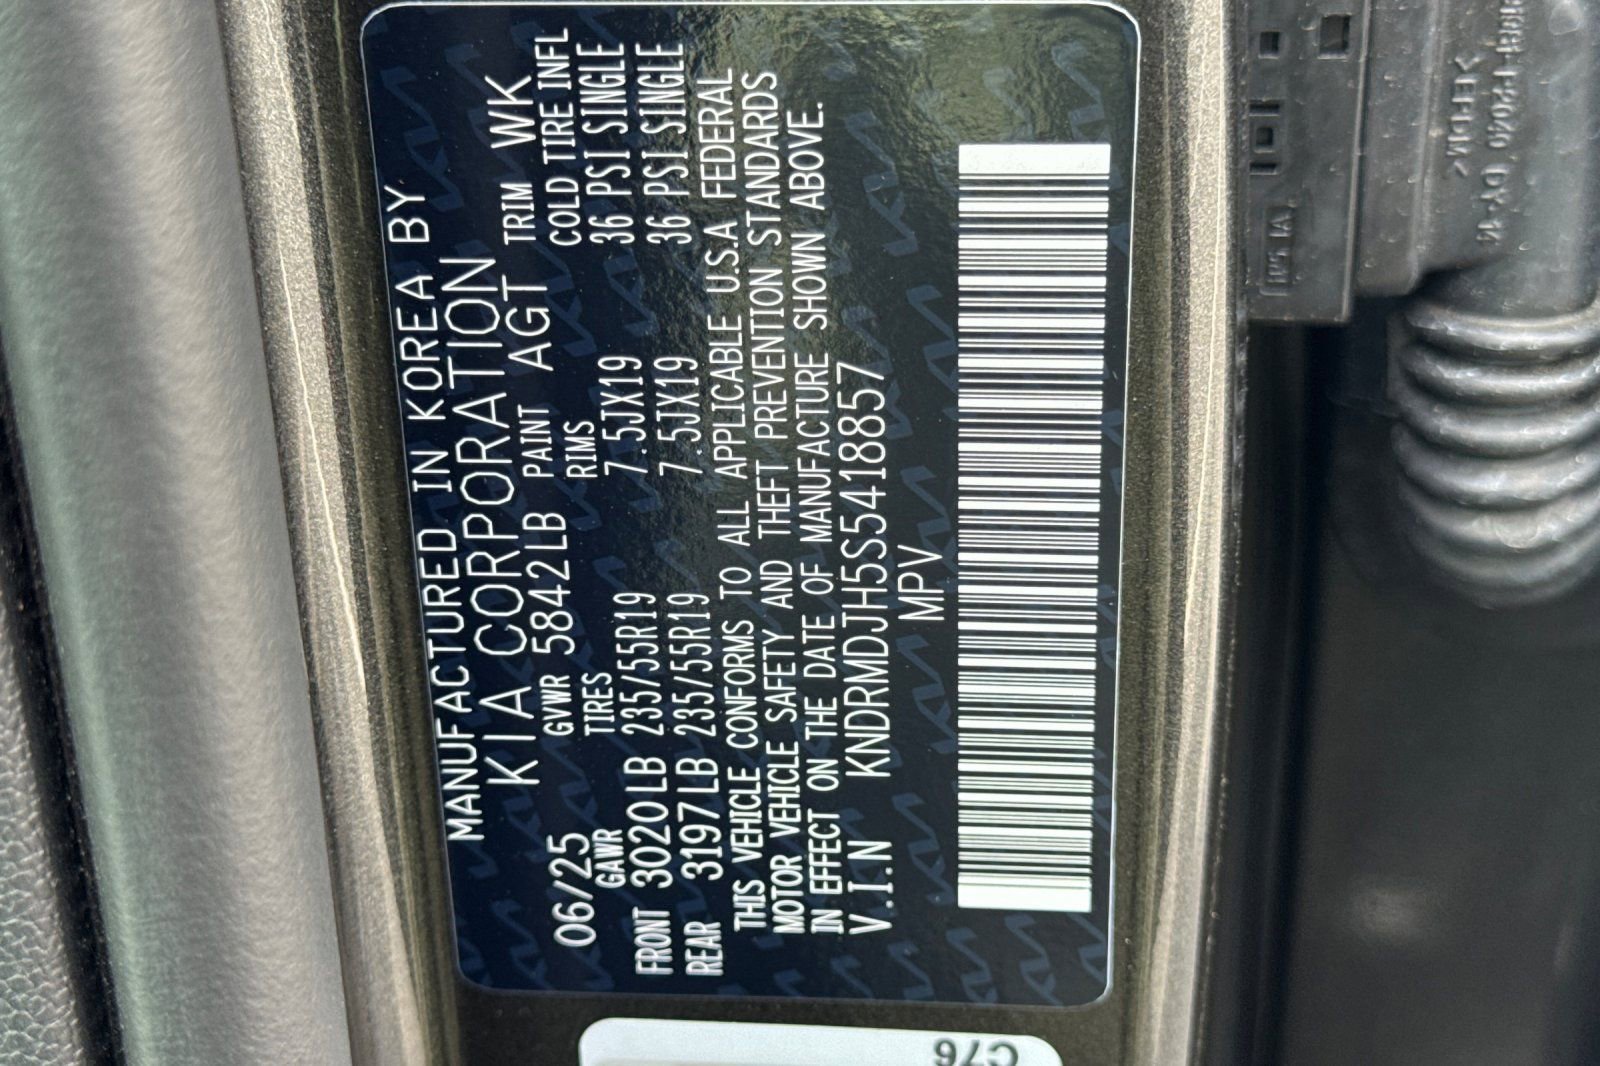 MANUFACTURED IN KOREA BY
KIA CORPORATION
06/25 GVWR 5842LB PAINT AGT TRIM WK
GAWR TIRES RIMS COLD TIRE INFL
FRONT 3020LB 235/55R19 7.5JX19 36 PSI SINGLE
REAR 3197LB 235/55R19 7.5JX19 36 PSI SINGLE
THIS VEHICLE CONFORMS TO ALL APPLICABLE U.S.A FEDERAL
MOTOR VEHICLE SAFETY AND THEFT PREVENTION STANDARDS
IN EFFECT ON THE DATE OF MANUFACTURE SHOWN ABOVE.
V.I.N KNDRMDJH5S5418857
MPV
C76